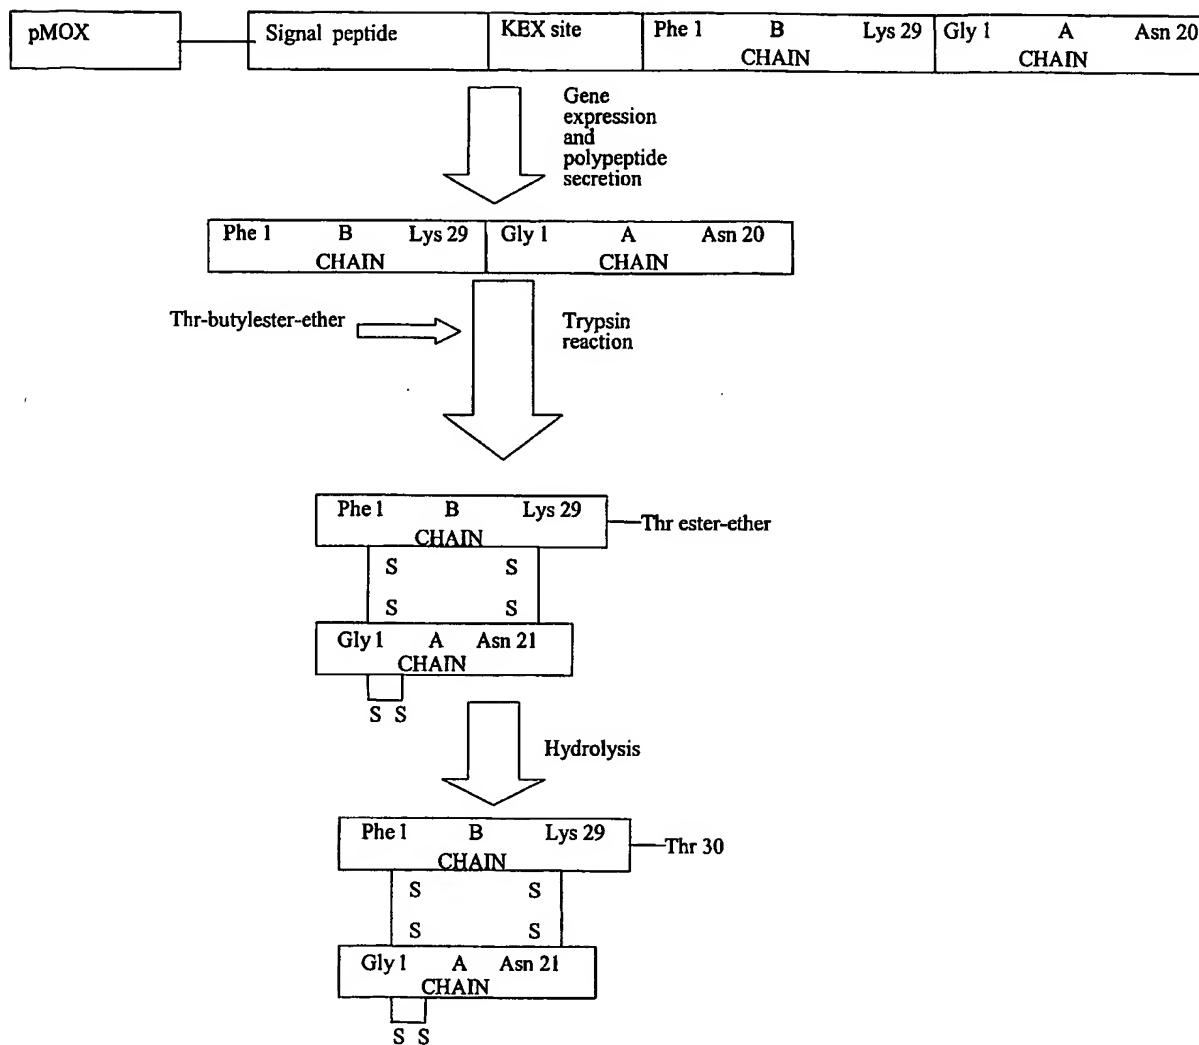 pMOX
Signal peptide
KEX site
Phe 1 B Lys 29
CHAIN
Gly 1 A Asn 20
CHAIN
Gene
expression
and
polypeptide
secretion
Phe 1 B Lys 29
CHAIN
Gly 1 A Asn 20
CHAIN
Thr-butylester-ether
Trypsin
reaction
Phe 1 B Lys 29
CHAIN
Thr ester-ether
S S
S S
Gly 1 A Asn 21
CHAIN
S S
Hydrolysis
Phe 1 B Lys 29
CHAIN
Thr 30
S S
S S
Gly 1 A Asn 21
CHAIN
S S